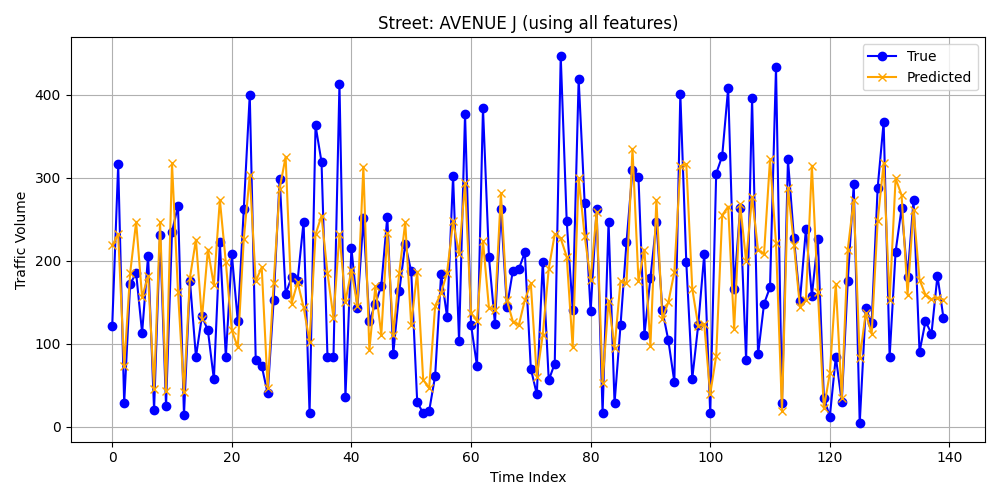 Street: AVENUE J (using all features)
True
Predicted
Traffic Volume
400
300
200
100
0
0 20 40 60 80 100 120 140
Time Index